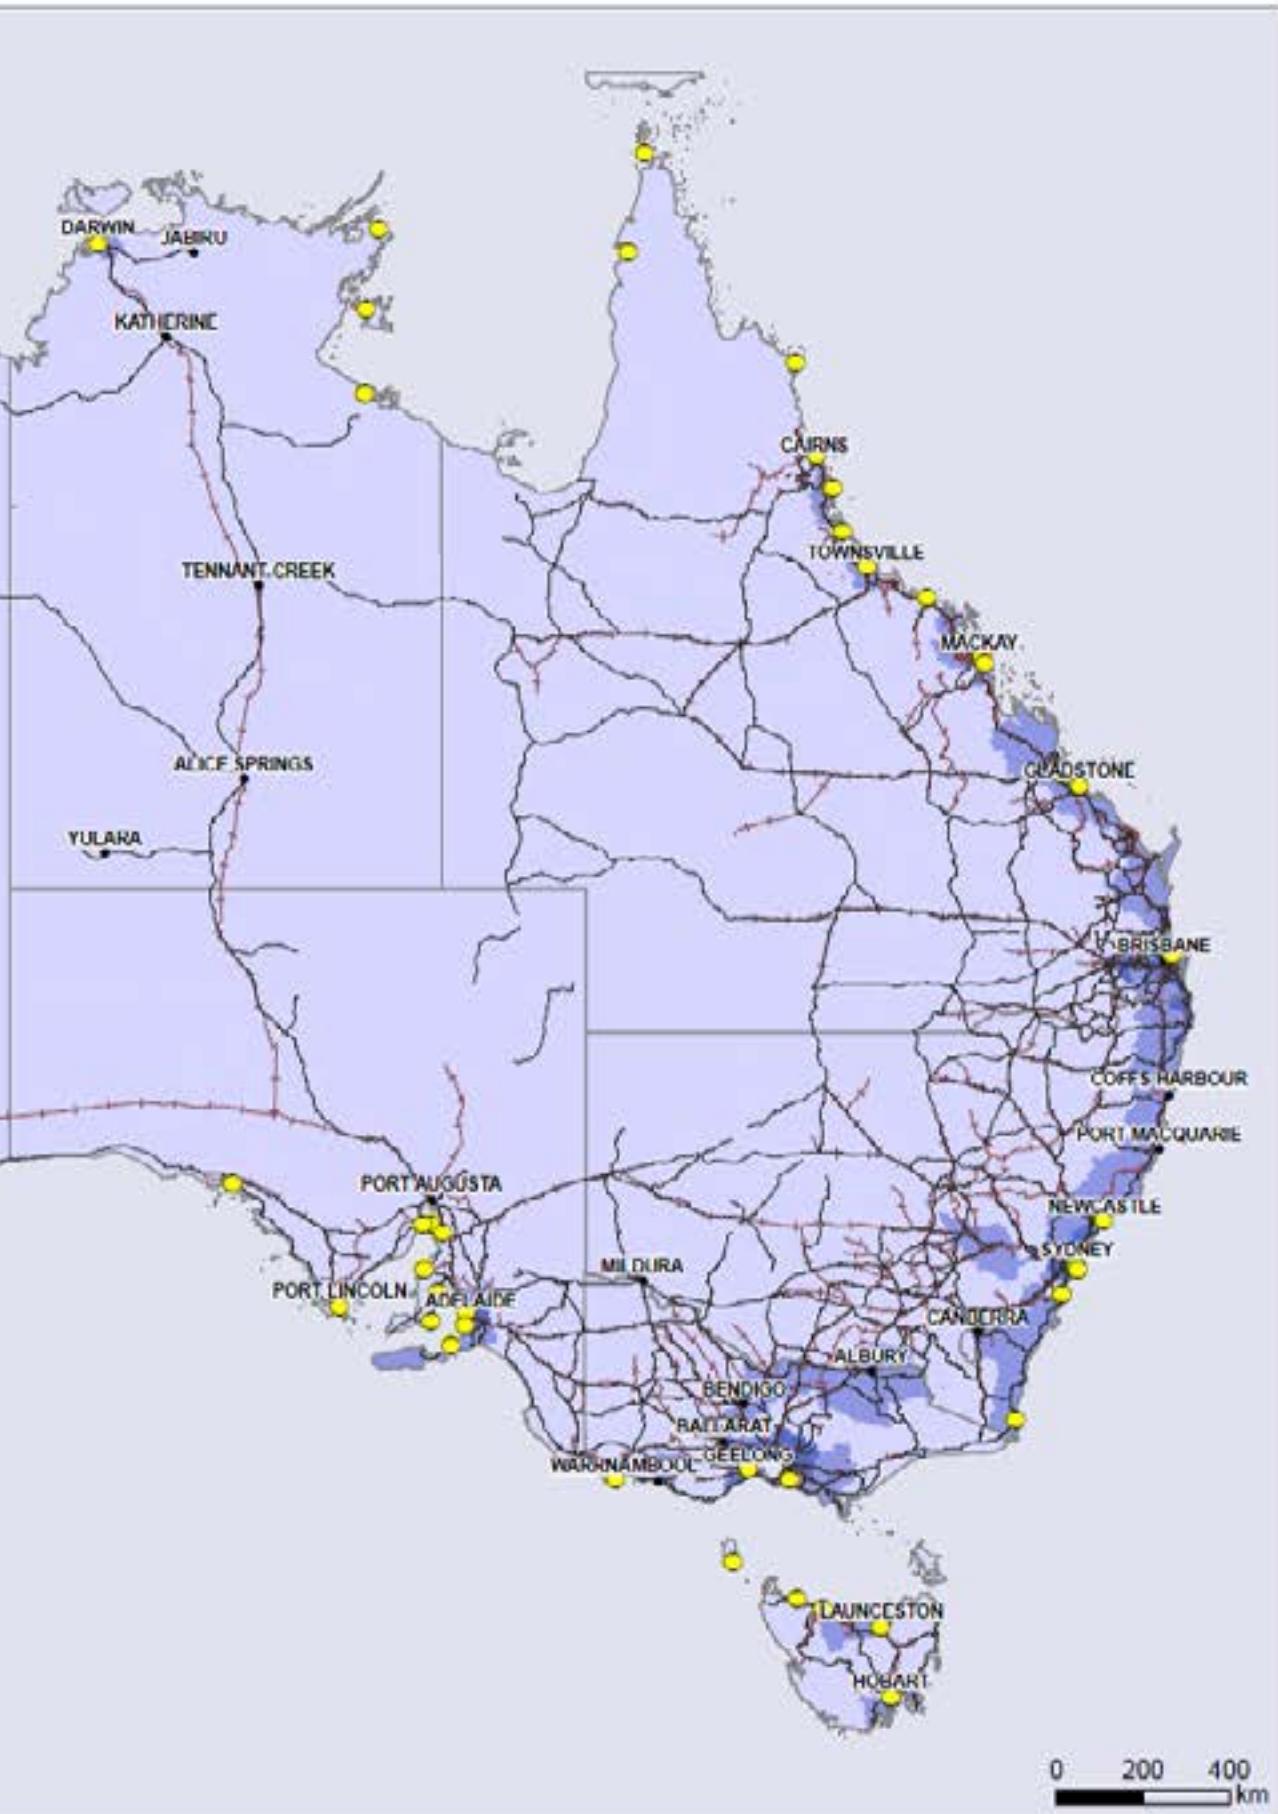 DARWIN
JABIRU
KATHERINE
CAIRNS
TOWNSVILLE
TENNANT CREEK
MACKAY
ALICE SPRINGS
GLADSTONE
YULARA
BRISBANE
COFFS HARBOUR
PORT MACQUARIE
PORT AUGUSTA
NEWCASTLE
SYDNEY
MILDURA
PORT LINCOLN
ADELAIDE
CANBERRA
ALBURY
BENDIGO
BALLARAT
GEELONG
WARRNAMBOOL
LAUNCESTON
HOBART
0 200 400
km